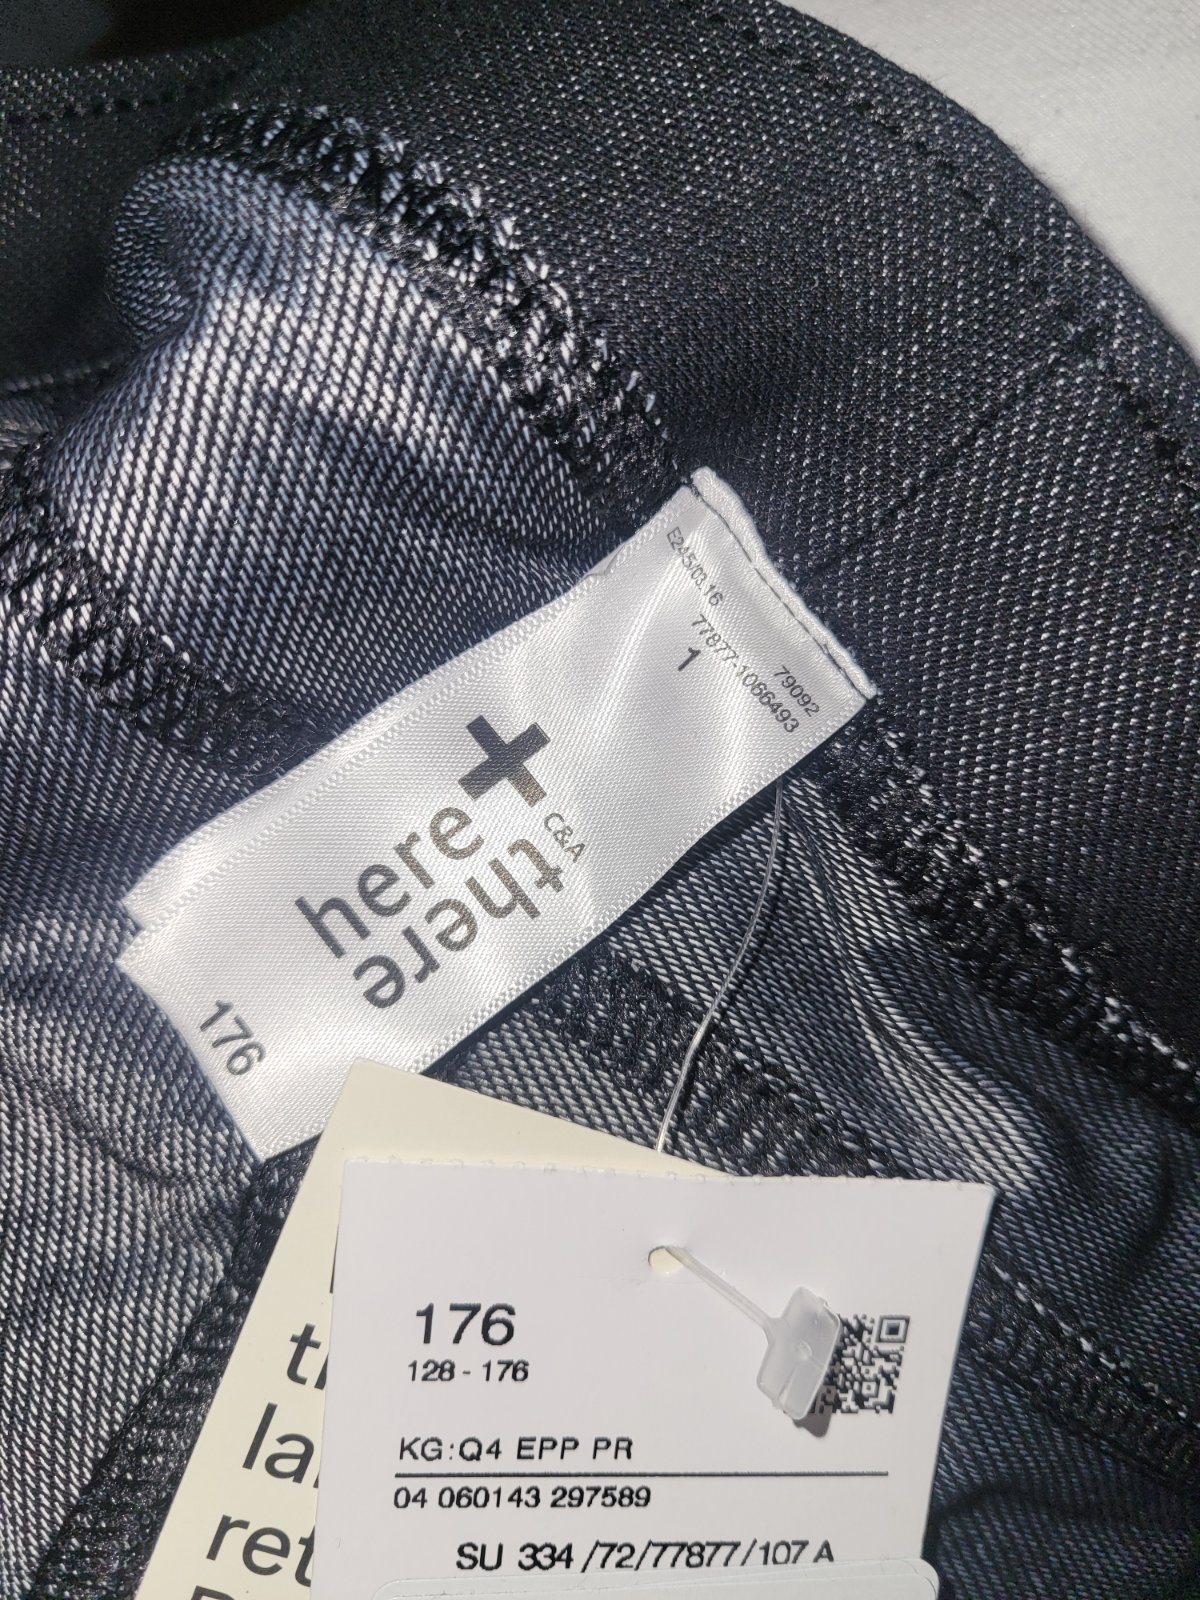 E245/03.16
79092
77877-1066493
1
here
there
C&A
176
176
128 - 176
KG:Q4 EPP PR
04 060143 297589
SU 334 /72/77877/107 A